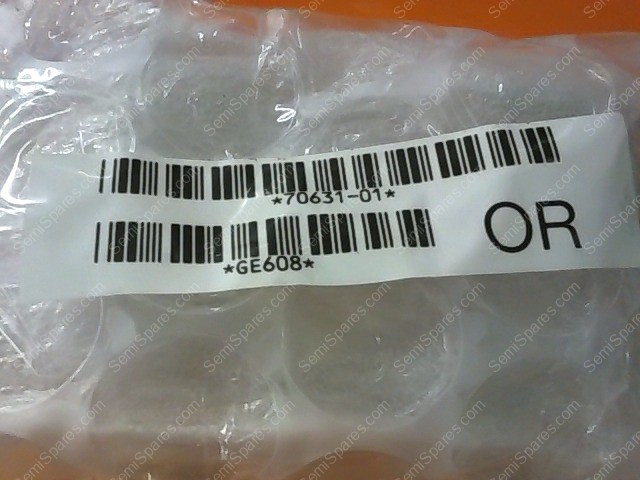 *70631-01*
*GE608*
OR
SemiSpares.com